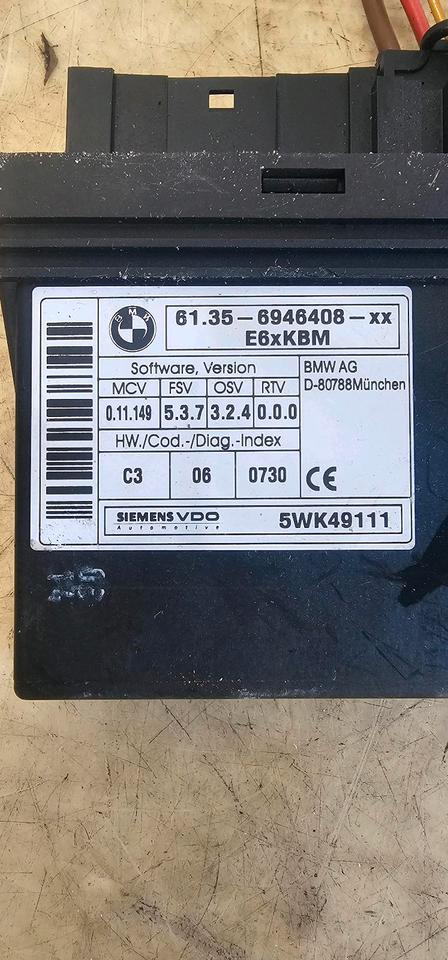 BMW
61.35-6946408-xx
E6xKBM
Software, Version
MCV FSV OSV RTV
0.11.149 5.3.7 3.2.4 0.0.0
HW./Cod.-/Diag.-Index
C3 06 0730
BMW AG
D-80788München
CE
SIEMENS VDO
Automotive
5WK49111